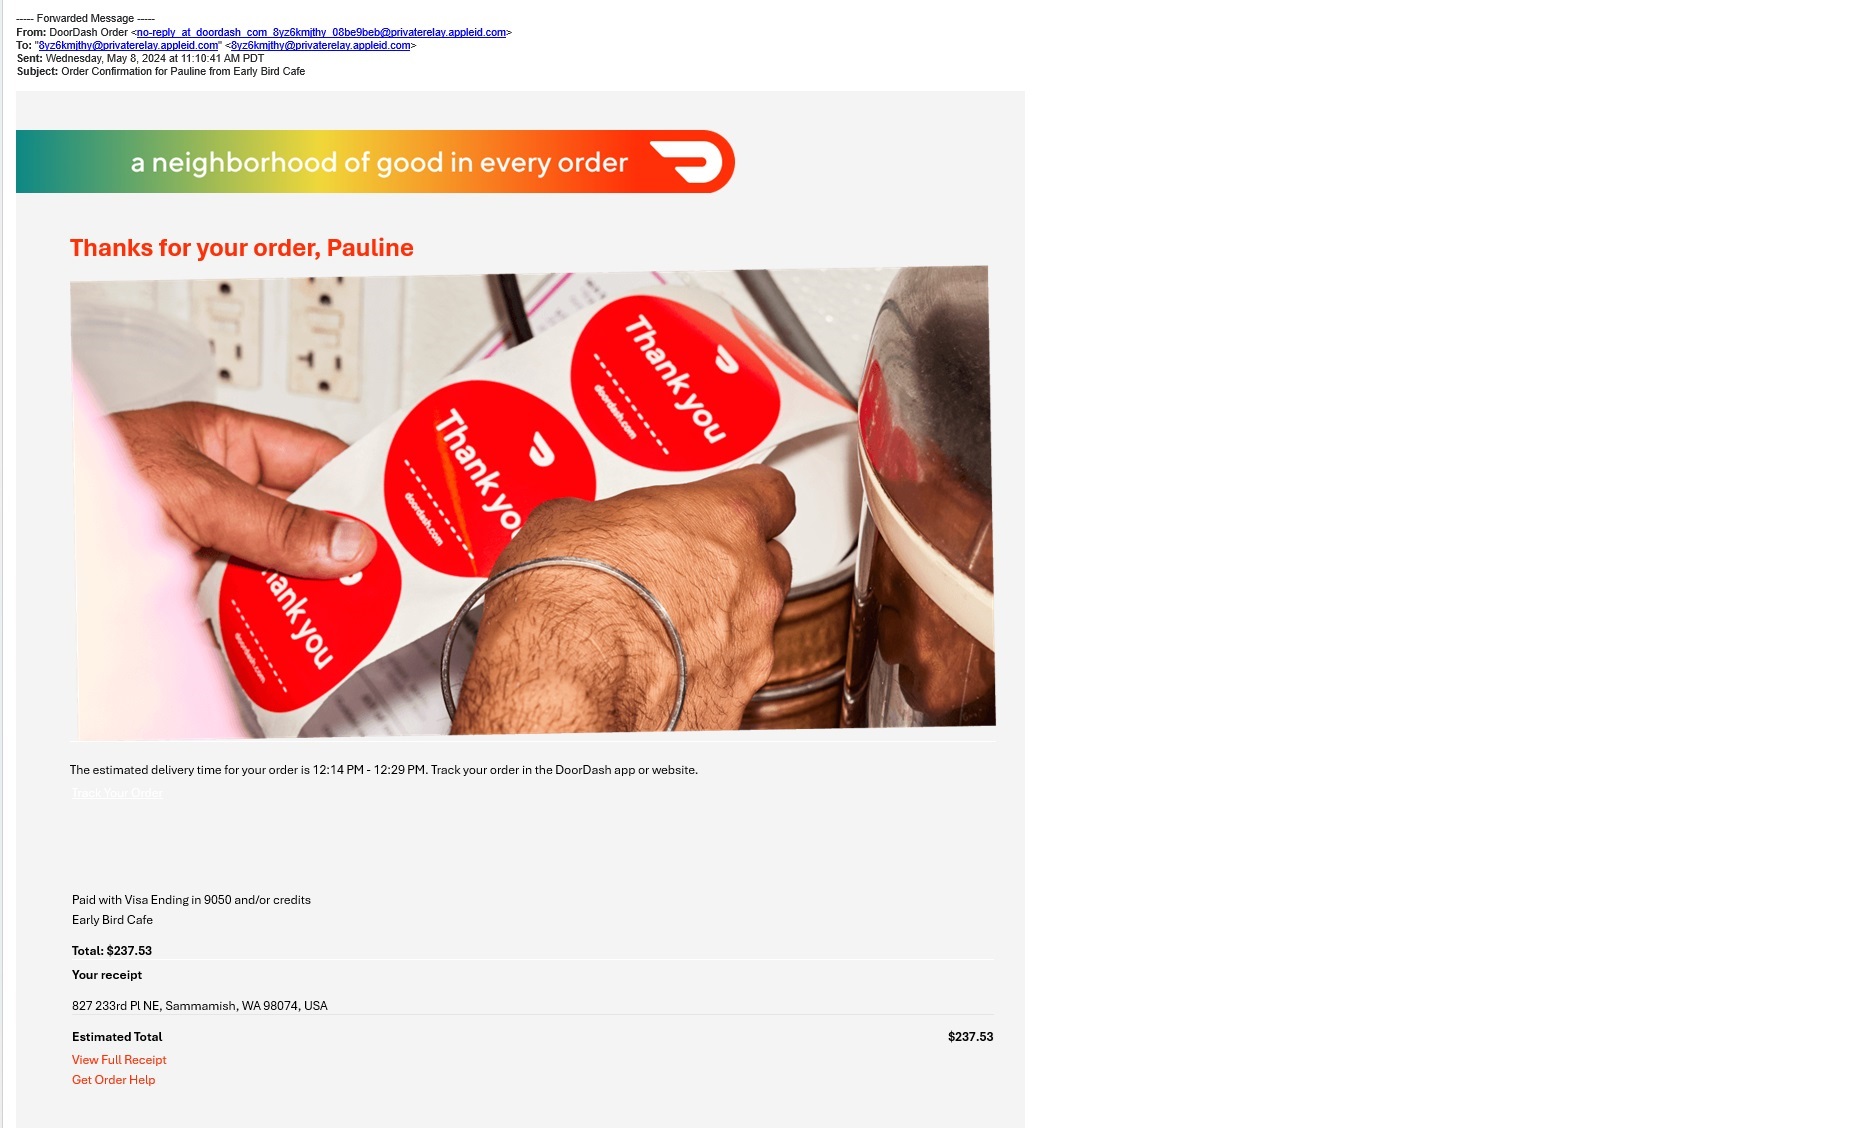 ----- Forwarded Message -----
From: DoorDash Order <no-reply_at_doordash_com_8yz6kmjthy_08be9beb@privaterelay.appleid.com>
To: "8yz6kmjthy@privaterelay.appleid.com" <8yz6kmjthy@privaterelay.appleid.com>
Sent: Wednesday, May 8, 2024 at 11:10:41 AM PDT
Subject: Order Confirmation for Pauline from Early Bird Cafe
a neighborhood of good in every order
Thanks for your order, Pauline
Thank you
doordash.com
Thank you
doordash.com
hank you
doordash.com
The estimated delivery time for your order is 12:14 PM - 12:29 PM. Track your order in the DoorDash app or website.
Track Your Order
Paid with Visa Ending in 9050 and/or credits
Early Bird Cafe
Total: $237.53
Your receipt
827 233rd Pl NE, Sammamish, WA 98074, USA
Estimated Total $237.53
View Full Receipt
Get Order Help